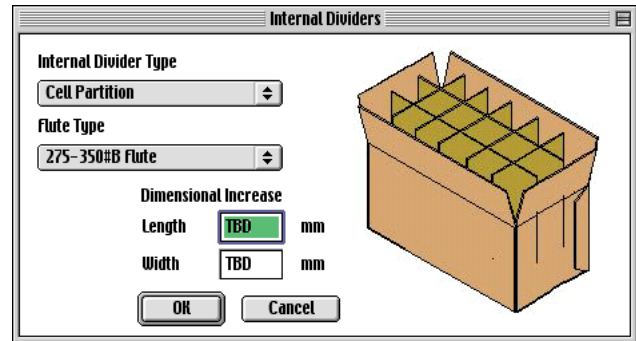 Internal Dividers
Internal Divider Type
Cell Partition
Flute Type
275-350#B Flute
Dimensional Increase
Length TBD mm
Width TBD mm
OK Cancel